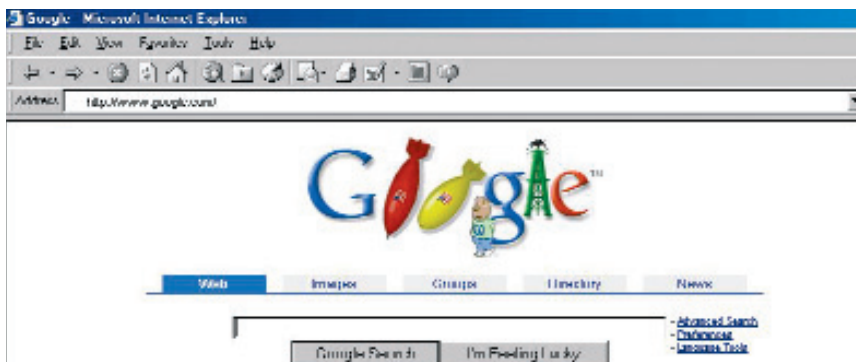 Google - Microsoft Internet Explorer
File Edit View Favorites Tools Help
Address http://www.google.com/
Google™
Web Images Groups Directory News
- Advanced Search
- Preferences
- Language Tools
Google Search I'm Feeling Lucky